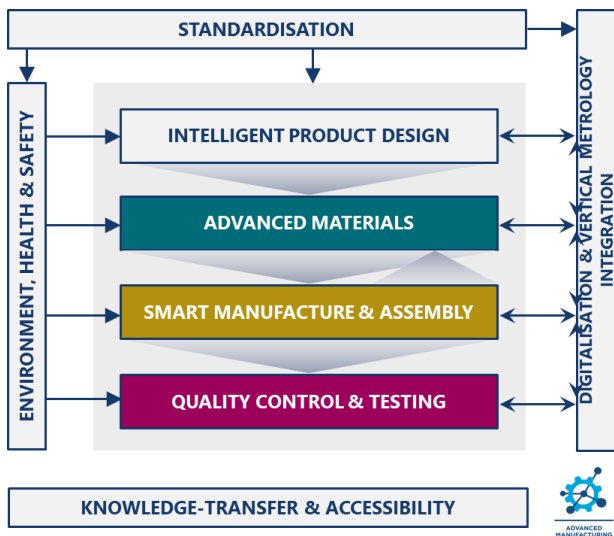 STANDARDISATION
ENVIRONMENT, HEALTH & SAFETY
INTELLIGENT PRODUCT DESIGN
ADVANCED MATERIALS
SMART MANUFACTURE & ASSEMBLY
QUALITY CONTROL & TESTING
DIGITALISATION & VERTICAL METROLOGY
INTEGRATION
KNOWLEDGE-TRANSFER & ACCESSIBILITY
ADVANCED
MANUFACTURING